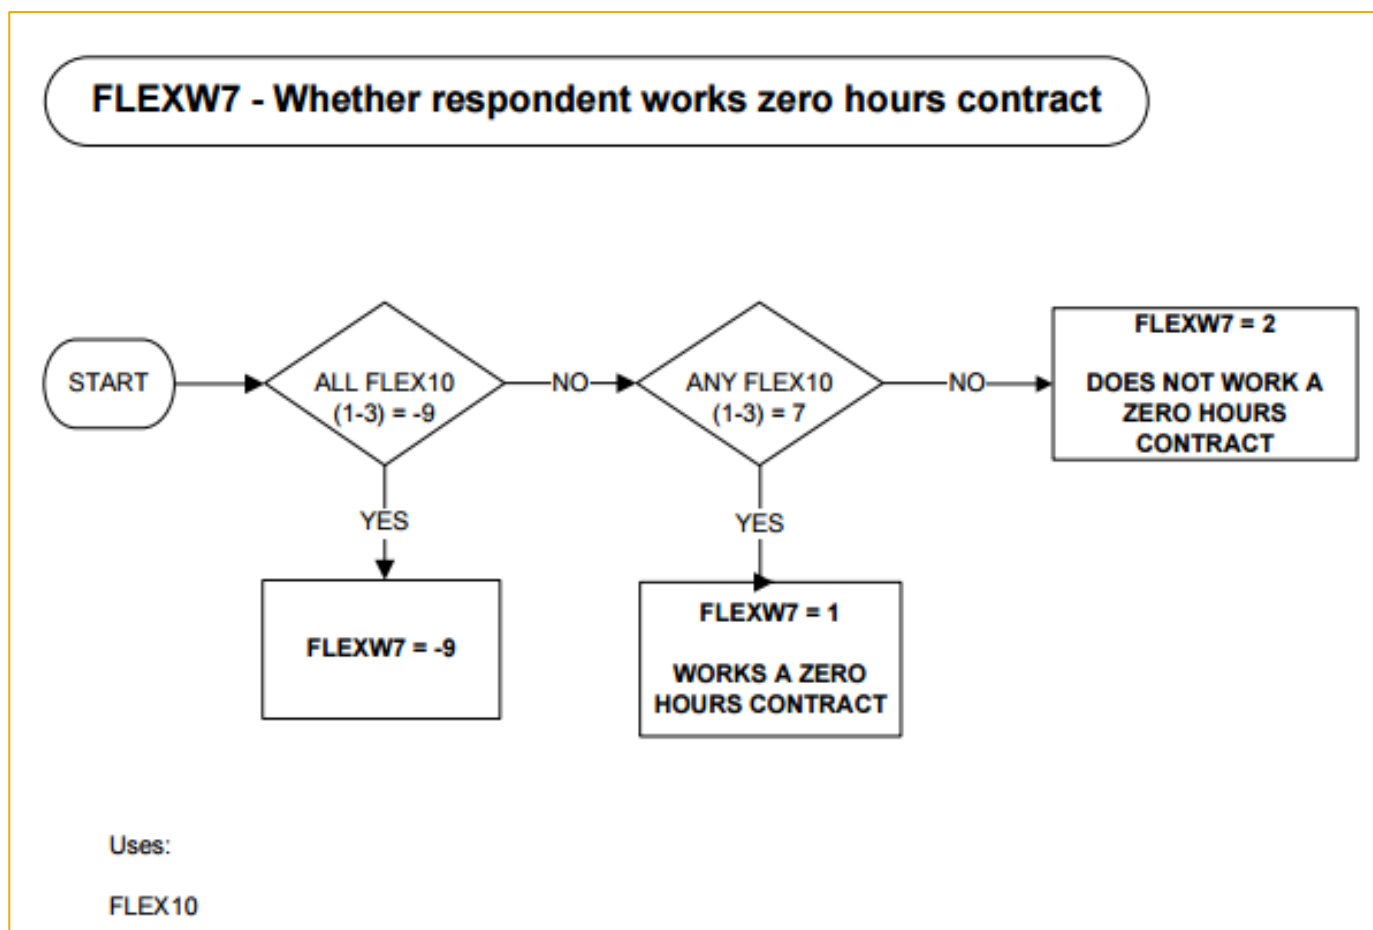 FLEXW7 - Whether respondent works zero hours contract
START
ALL FLEX10
(1-3) = -9
NO
ANY FLEX10
(1-3) = 7
NO
FLEXW7 = 2
DOES NOT WORK A
ZERO HOURS
CONTRACT
YES
YES
FLEXW7 = -9
FLEXW7 = 1
WORKS A ZERO
HOURS CONTRACT
Uses:
FLEX10